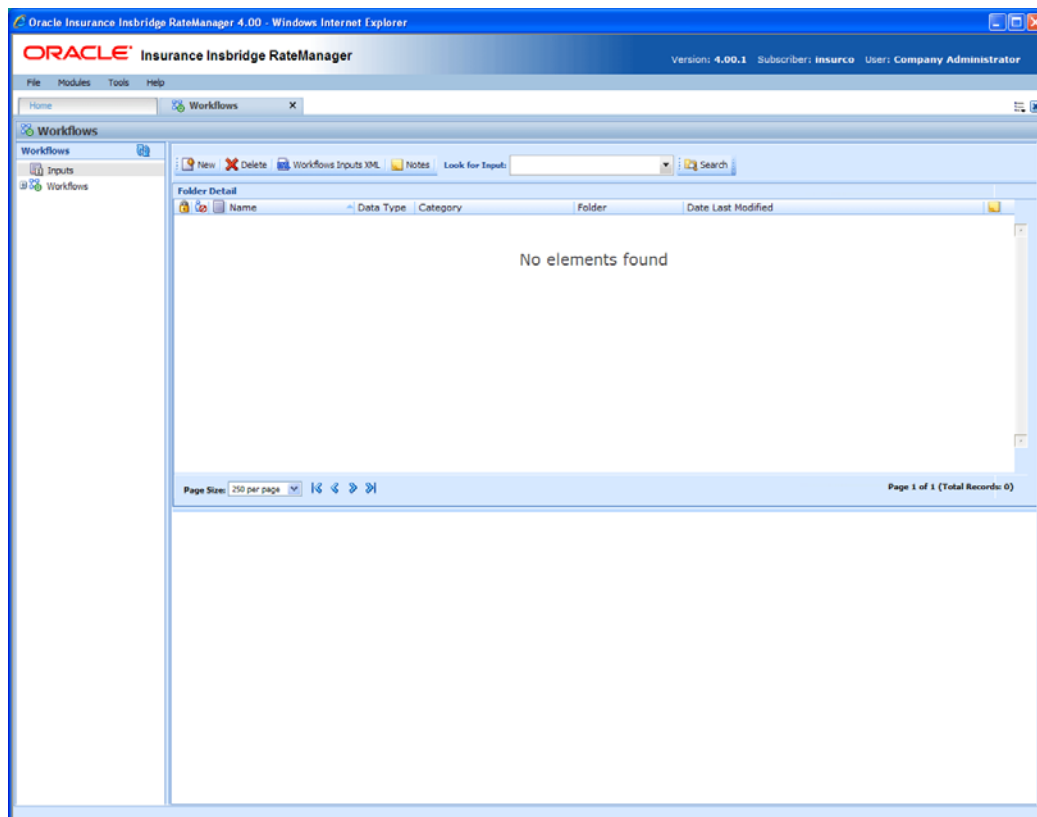 Oracle Insurance Insbridge RateManager 4.00 - Windows Internet Explorer
ORACLE® Insurance Insbridge RateManager
Version: 4.00.1 Subscriber: insurco User: Company Administrator
File Modules Tools Help
Home Workflows X
Workflows
Workflows
Inputs
Workflows
New Delete Workflows Inputs XML Notes Look for Input: Search
Folder Detail
Name Data Type Category Folder Date Last Modified
No elements found
Page Size: 250 per page Page 1 of 1 (Total Records: 0)